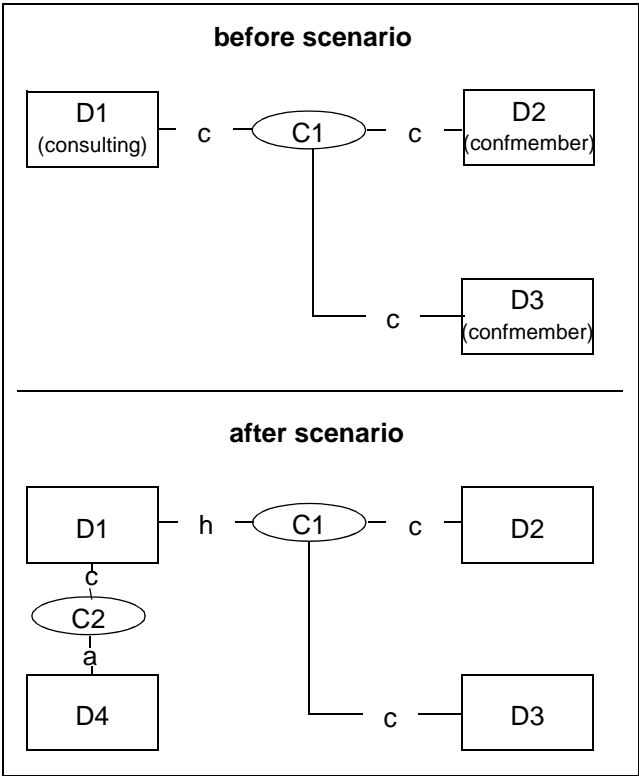 before scenario
D1
(consulting)
c
C1
c
D2
(confmember)
c
D3
(confmember)
after scenario
D1
h
C1
c
D2
c
C2
a
D4
c
D3